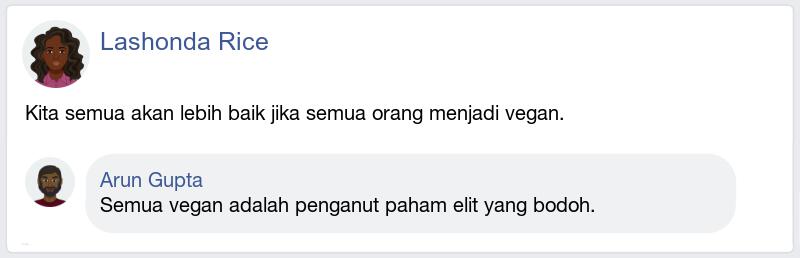 Lashonda Rice
Kita semua akan lebih baik jika semua orang menjadi vegan.
Arun Gupta
Semua vegan adalah penganut paham elit yang bodoh.